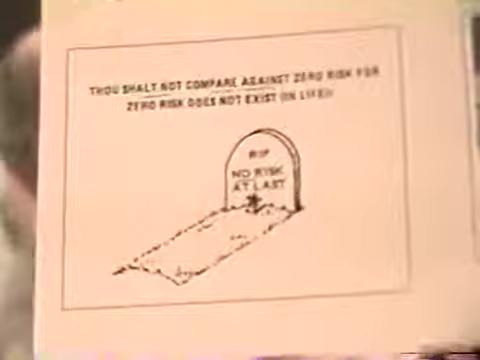 THOU SHALT NOT COMPARE AGAINST ZERO RISK FOR
ZERO RISK DOES NOT EXIST (IN LIFE)!
RIP
NO RISK
AT LAST